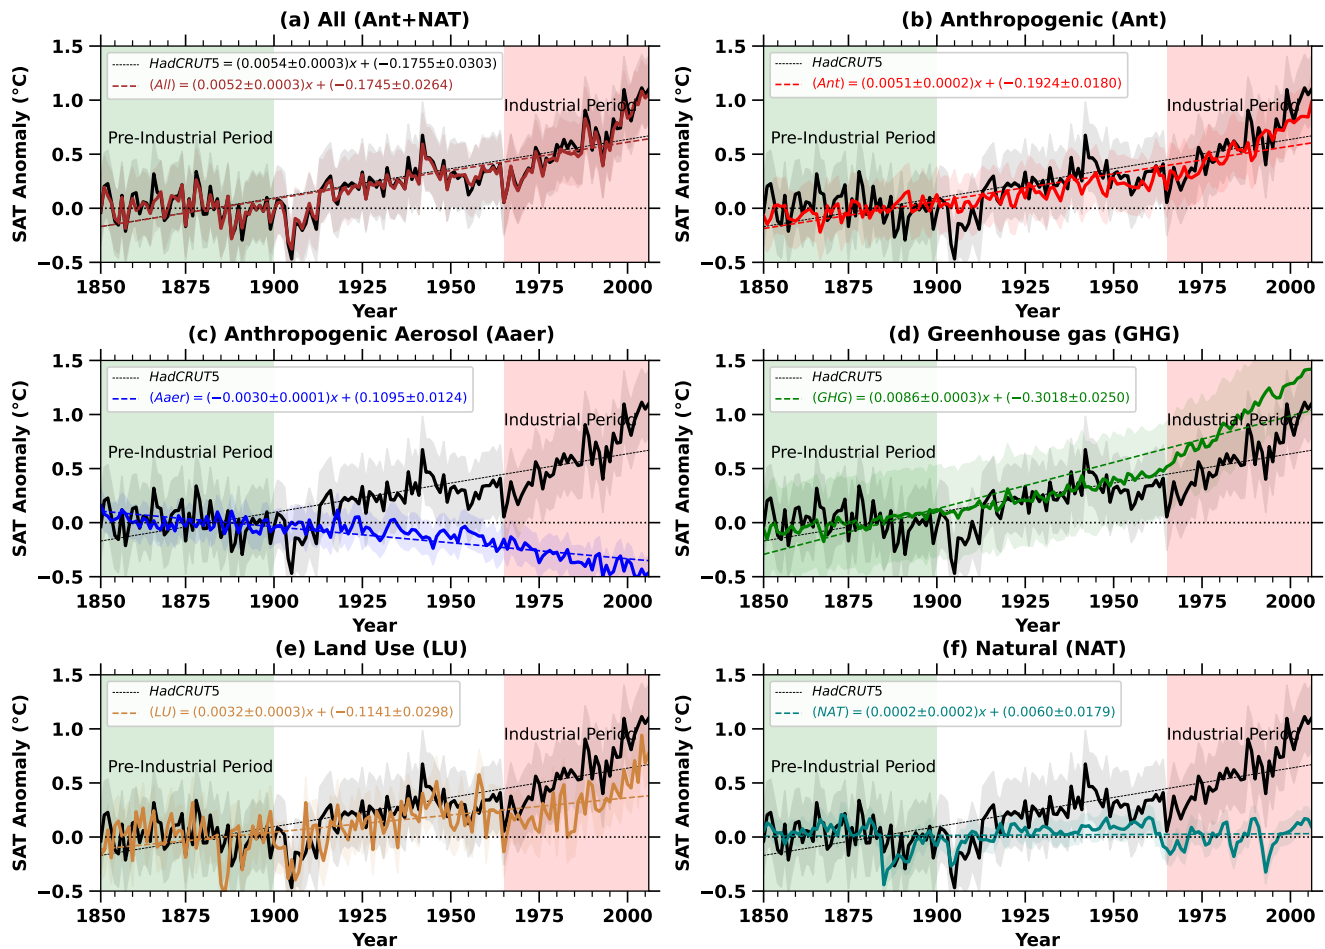 (a) All (Ant+NAT)
SAT Anomaly (°C)
1.5
1.0
0.5
0.0
−0.5
HadCRUT5 = (0.0054±0.0003)x + (−0.1755±0.0303)
(All) = (0.0052±0.0003)x + (−0.1745±0.0264)
Industrial Period
Pre-Industrial Period
1850 1875 1900 1925 1950 1975 2000
Year
(b) Anthropogenic (Ant)
SAT Anomaly (°C)
1.5
1.0
0.5
0.0
−0.5
HadCRUT5
(Ant) = (0.0051±0.0002)x + (−0.1924±0.0180)
Industrial Period
Pre-Industrial Period
1850 1875 1900 1925 1950 1975 2000
Year
(c) Anthropogenic Aerosol (Aaer)
SAT Anomaly (°C)
1.5
1.0
0.5
0.0
−0.5
HadCRUT5
(Aaer) = (−0.0030±0.0001)x + (0.1095±0.0124)
Industrial Period
Pre-Industrial Period
1850 1875 1900 1925 1950 1975 2000
Year
(d) Greenhouse gas (GHG)
SAT Anomaly (°C)
1.5
1.0
0.5
0.0
−0.5
HadCRUT5
(GHG) = (0.0086±0.0003)x + (−0.3018±0.0250)
Industrial Period
Pre-Industrial Period
1850 1875 1900 1925 1950 1975 2000
Year
(e) Land Use (LU)
SAT Anomaly (°C)
1.5
1.0
0.5
0.0
−0.5
HadCRUT5
(LU) = (0.0032±0.0003)x + (−0.1141±0.0298)
Industrial Period
Pre-Industrial Period
1850 1875 1900 1925 1950 1975 2000
Year
(f) Natural (NAT)
SAT Anomaly (°C)
1.5
1.0
0.5
0.0
−0.5
HadCRUT5
(NAT) = (0.0002±0.0002)x + (0.0060±0.0179)
Industrial Period
Pre-Industrial Period
1850 1875 1900 1925 1950 1975 2000
Year